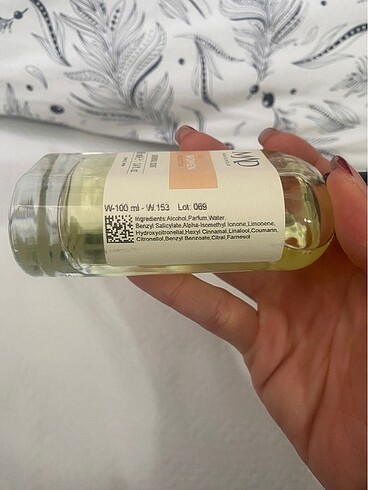 W-100 ml - W 153 Lot: 069
Ingredients:Alcohol,Parfum,Water,
Benzyl Salicylate,Alpha-Isomethyl Ionone,Limonene,
Hydroxycitronellal,Hexyl Cinnamal,Linalool,Coumarin,
Citronellol,Benzyl Benzoate,Citral,Farnesol